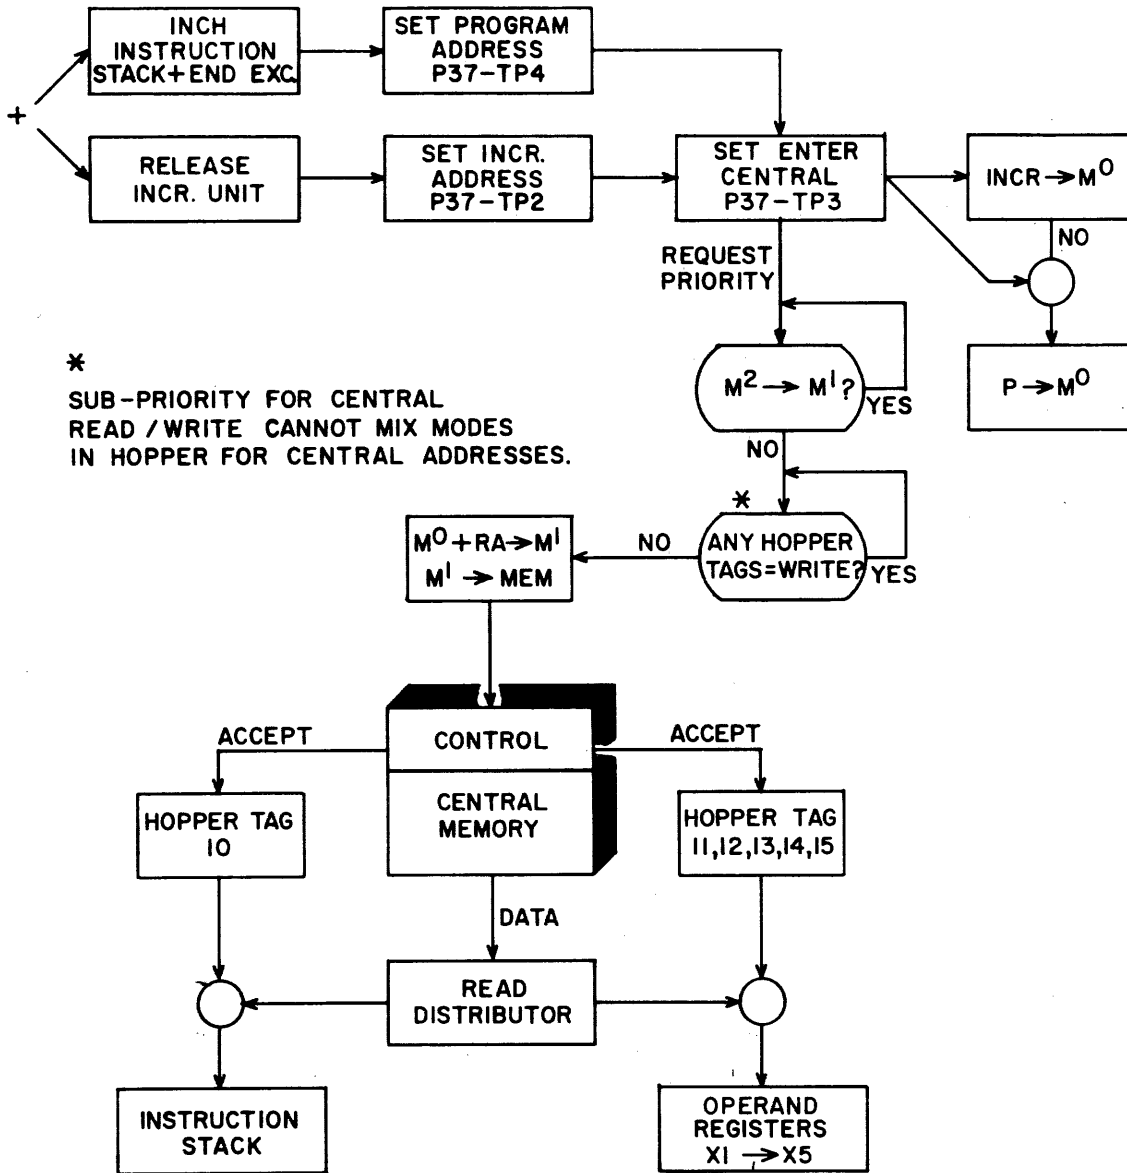 INCH
INSTRUCTION
STACK+END EXC.
SET PROGRAM
ADDRESS
P37-TP4
+
RELEASE
INCR. UNIT
SET INCR.
ADDRESS
P37-TP2
SET ENTER
CENTRAL
P37-TP3
INCR → M⁰
NO
REQUEST
PRIORITY
P → M⁰
M² → M¹?
YES
NO
*
SUB-PRIORITY FOR CENTRAL
READ / WRITE CANNOT MIX MODES
IN HOPPER FOR CENTRAL ADDRESSES.
*
ANY HOPPER
TAGS=WRITE?
YES
NO
M⁰+RA→M¹
M¹ → MEM
CONTROL
CENTRAL
MEMORY
ACCEPT
ACCEPT
HOPPER TAG
10
HOPPER TAG
11,12,13,14,15
DATA
READ
DISTRIBUTOR
INSTRUCTION
STACK
OPERAND
REGISTERS
X1 → X5